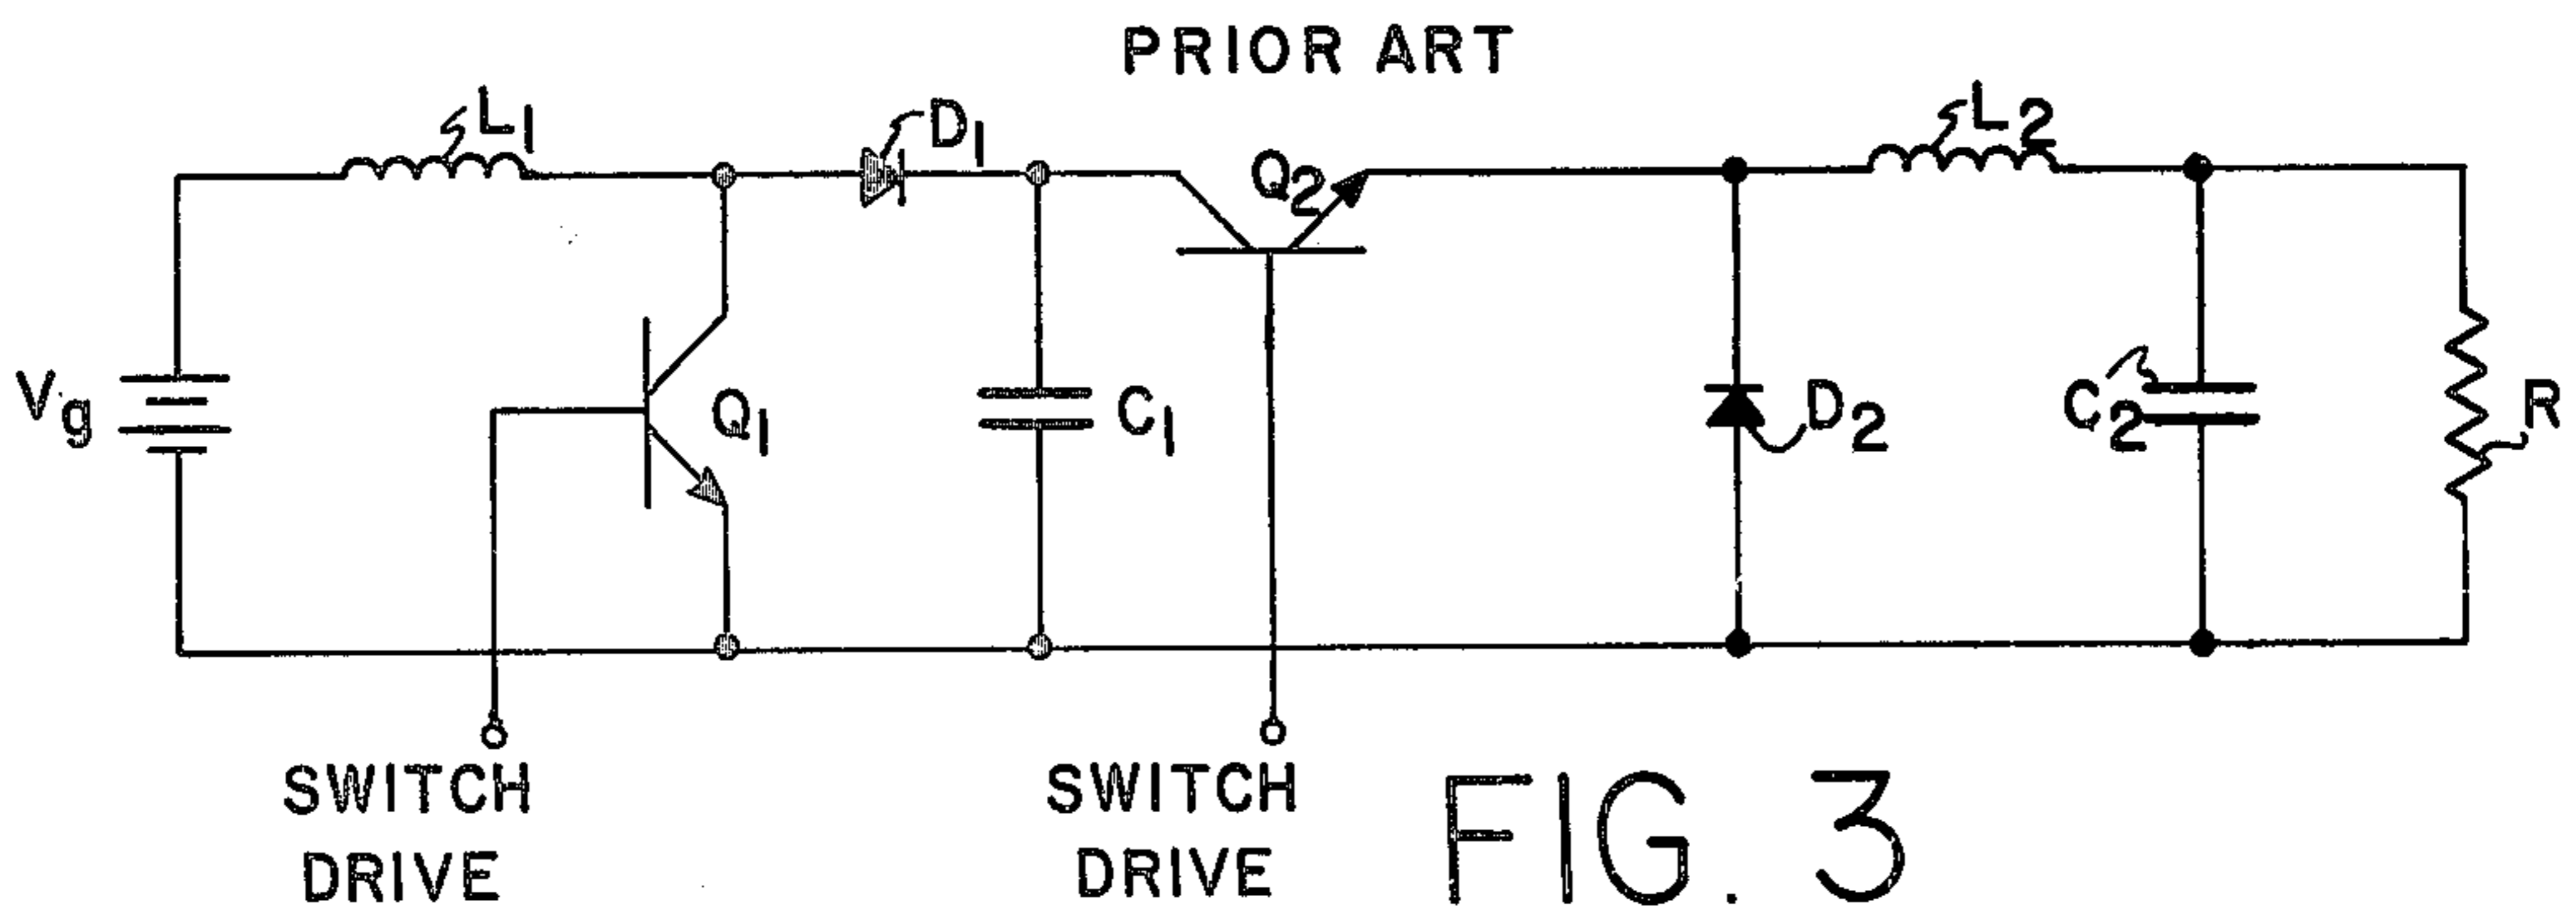 PRIOR ART
L1
D1
Q2
L2
Vg
Q1
C1
D2
C2
R
SWITCH
DRIVE
SWITCH
DRIVE
FIG. 3